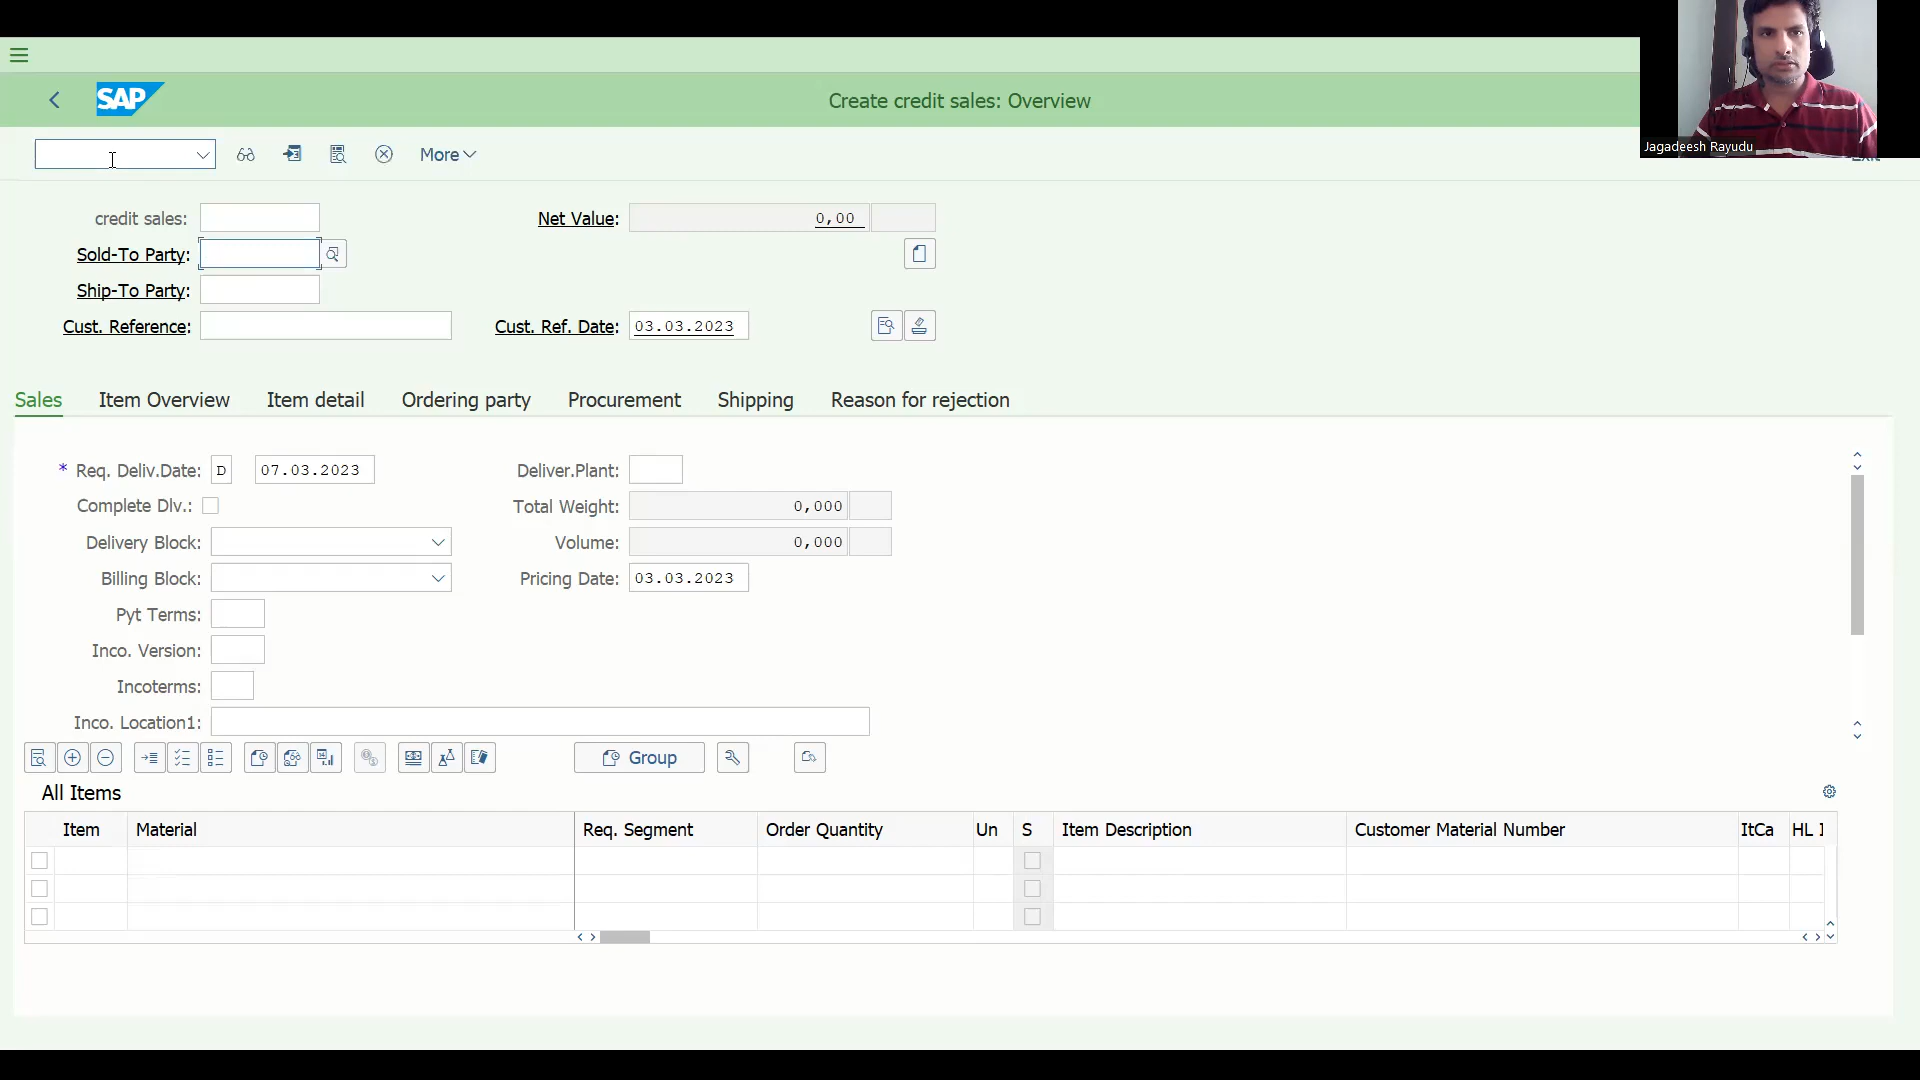 SAP
Create credit sales: Overview
Jagadeesh Rayudu
More
credit sales:
Net Value:
0,00
Sold-To Party:
Ship-To Party:
Cust. Reference:
Cust. Ref. Date:
03.03.2023
Sales
Item Overview
Item detail
Ordering party
Procurement
Shipping
Reason for rejection
* Req. Deliv.Date:
D
07.03.2023
Deliver.Plant:
Complete Dlv.:
Total Weight:
0,000
Delivery Block:
Volume:
0,000
Billing Block:
Pricing Date:
03.03.2023
Pyt Terms:
Inco. Version:
Incoterms:
Inco. Location1:
Group
All Items
Item
Material
Req. Segment
Order Quantity
Un
S
Item Description
Customer Material Number
ItCa
HL